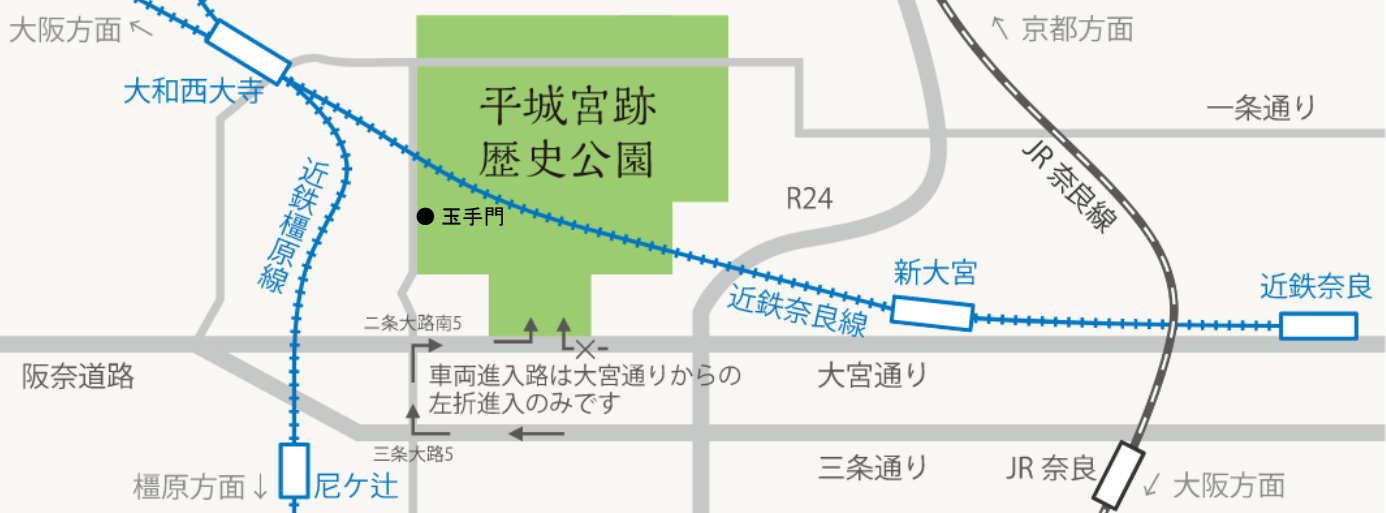 大阪方面↖
↖京都方面
大和西大寺
平城宮跡
歴史公園
一条通り
JR奈良線
近鉄橿原線
R24
● 玉手門
新大宮
近鉄奈良
近鉄奈良線
二条大路南5
阪奈道路
車両進入路は大宮通りからの
左折進入のみです
大宮通り
三条大路5
三条通り
JR奈良
橿原方面↓
尼ケ辻
↙大阪方面